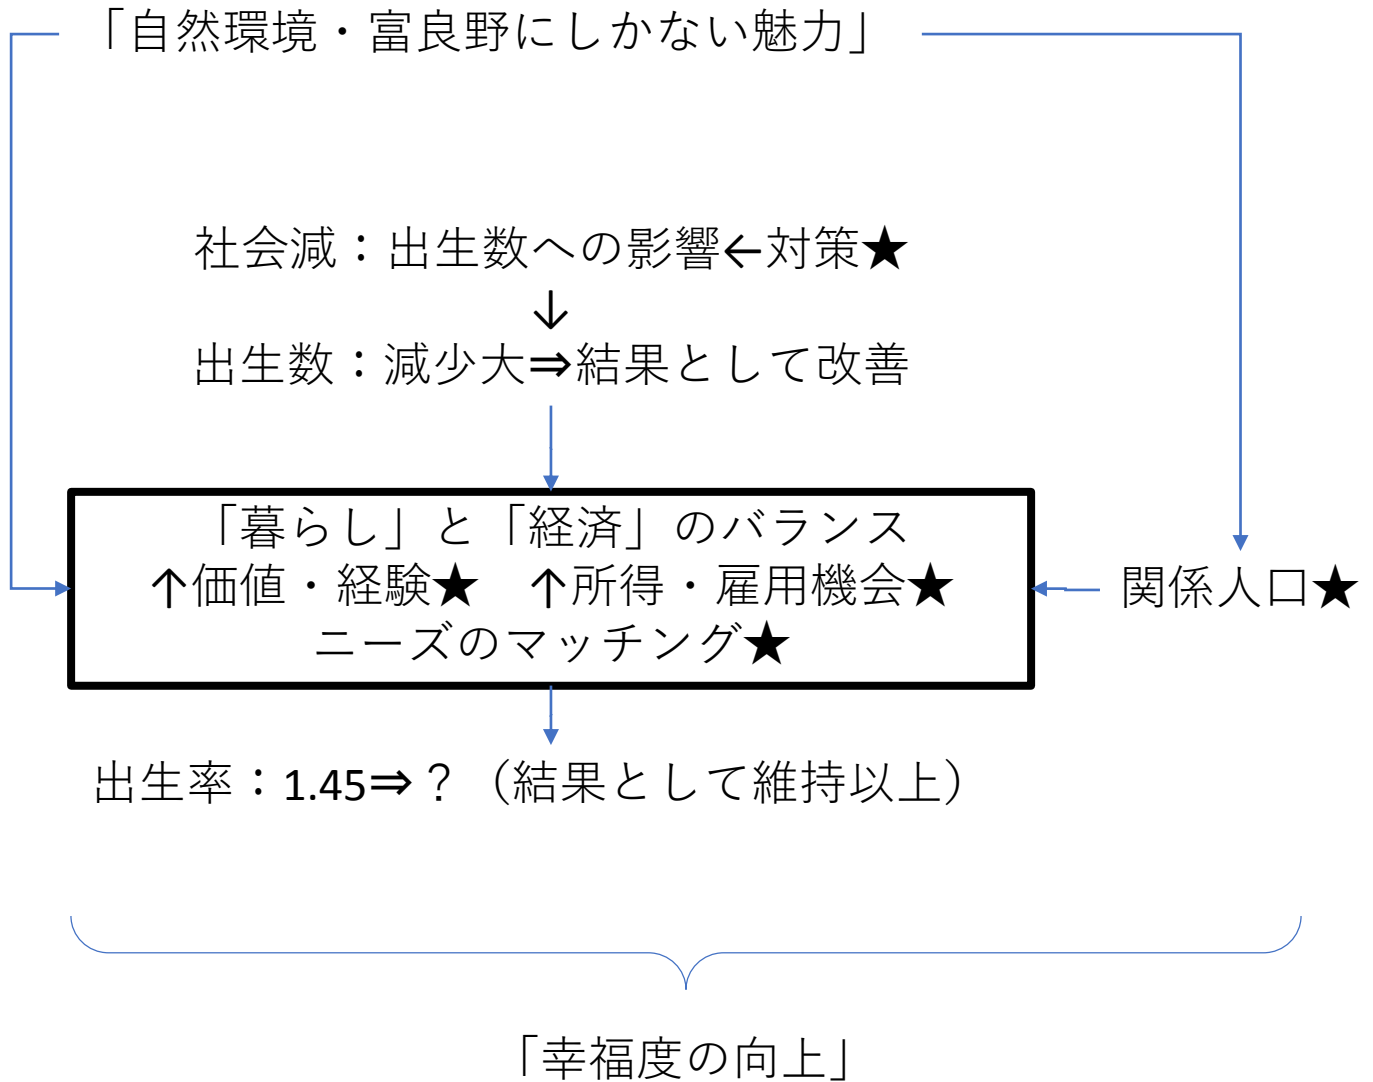 「自然環境・富良野にしかない魅力」
社会減：出生数への影響←対策★
↓
出生数：減少大⇒結果として改善
「暮らし」と「経済」のバランス
↑価値・経験★　↑所得・雇用機会★
ニーズのマッチング★
関係人口★
出生率：1.45⇒？（結果として維持以上）
「幸福度の向上」